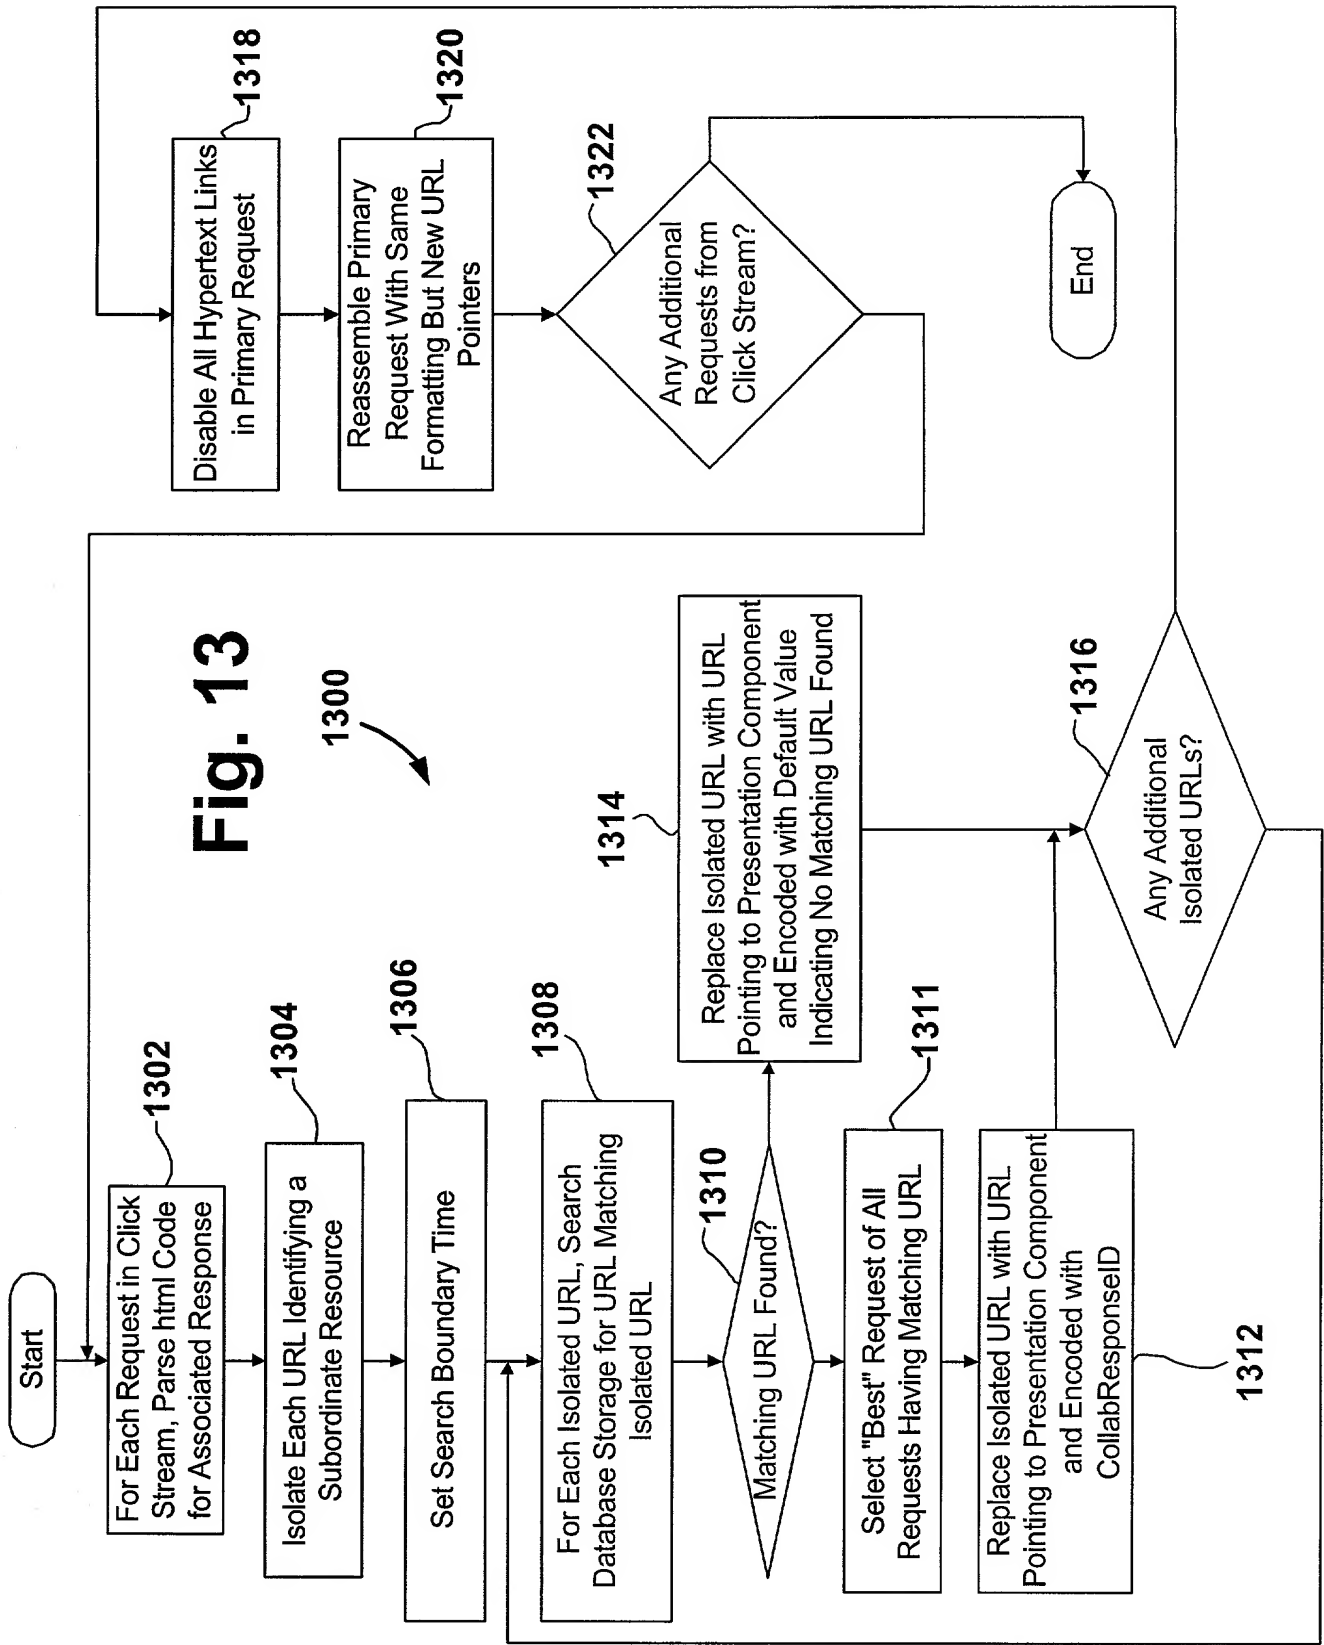 Fig. 13
1300
Start
For Each Request in Click
Stream, Parse html Code
for Associated Response
1302
Isolate Each URL Identifying a
Subordinate Resource
1304
Set Search Boundary Time
1306
For Each Isolated URL, Search
Database Storage for URL Matching
Isolated URL
1308
Matching URL Found?
1310
Select "Best" Request of All
Requests Having Matching URL
1311
Replace Isolated URL with URL
Pointing to Presentation Component
and Encoded with
CollabResponseID
1312
Replace Isolated URL with URL
Pointing to Presentation Component
and Encoded with Default Value
Indicating No Matching URL Found
1314
Any Additional
Isolated URLs?
1316
Disable All Hypertext Links
in Primary Request
1318
Reassemble Primary
Request With Same
Formatting But New URL
Pointers
1320
Any Additional
Requests from
Click Stream?
1322
End